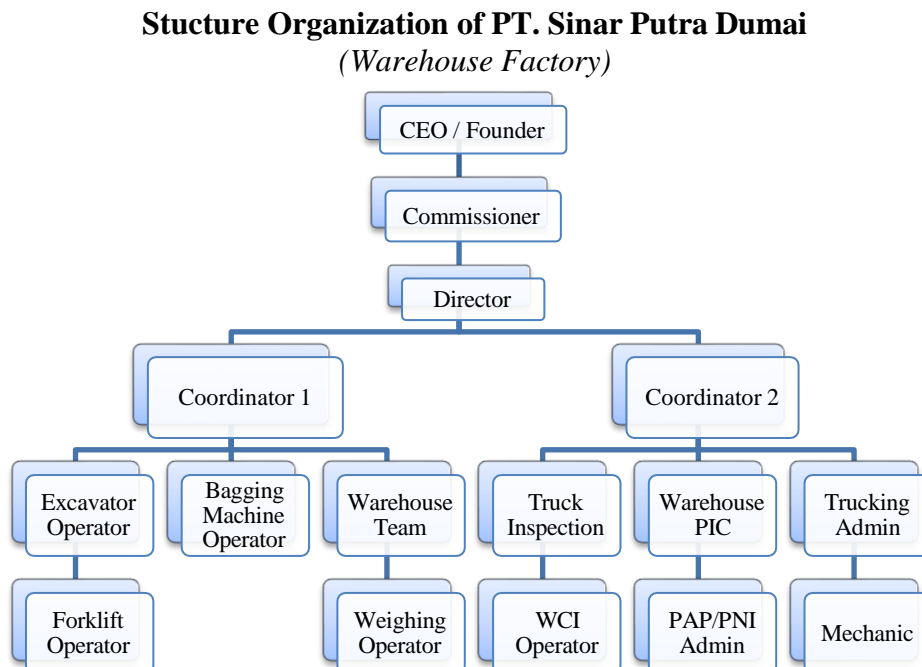 Stucture Organization of PT. Sinar Putra Dumai
(Warehouse Factory)
CEO / Founder
Commissioner
Director
Coordinator 1
Coordinator 2
Excavator
Operator
Bagging
Machine
Operator
Warehouse
Team
Truck
Inspection
Warehouse
PIC
Trucking
Admin
Forklift
Operator
Weighing
Operator
WCI
Operator
PAP/PNI
Admin
Mechanic